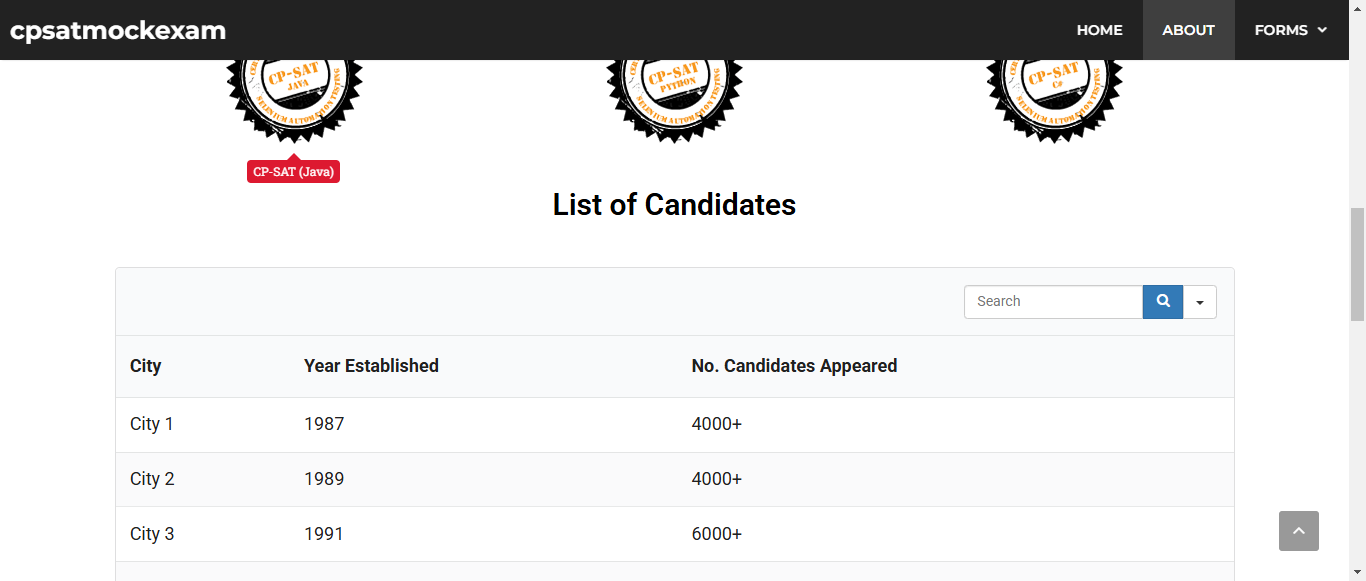 cpsatmockexam
HOME ABOUT FORMS
CP-SAT
JAVA
SELENIUM AUTOMATION TESTING
CP-SAT
PYTHON
SELENIUM AUTOMATION TESTING
CP-SAT
C#
SELENIUM AUTOMATION TESTING
CP-SAT (Java)
List of Candidates
Search
City Year Established No. Candidates Appeared
City 1 1987 4000+
City 2 1989 4000+
City 3 1991 6000+